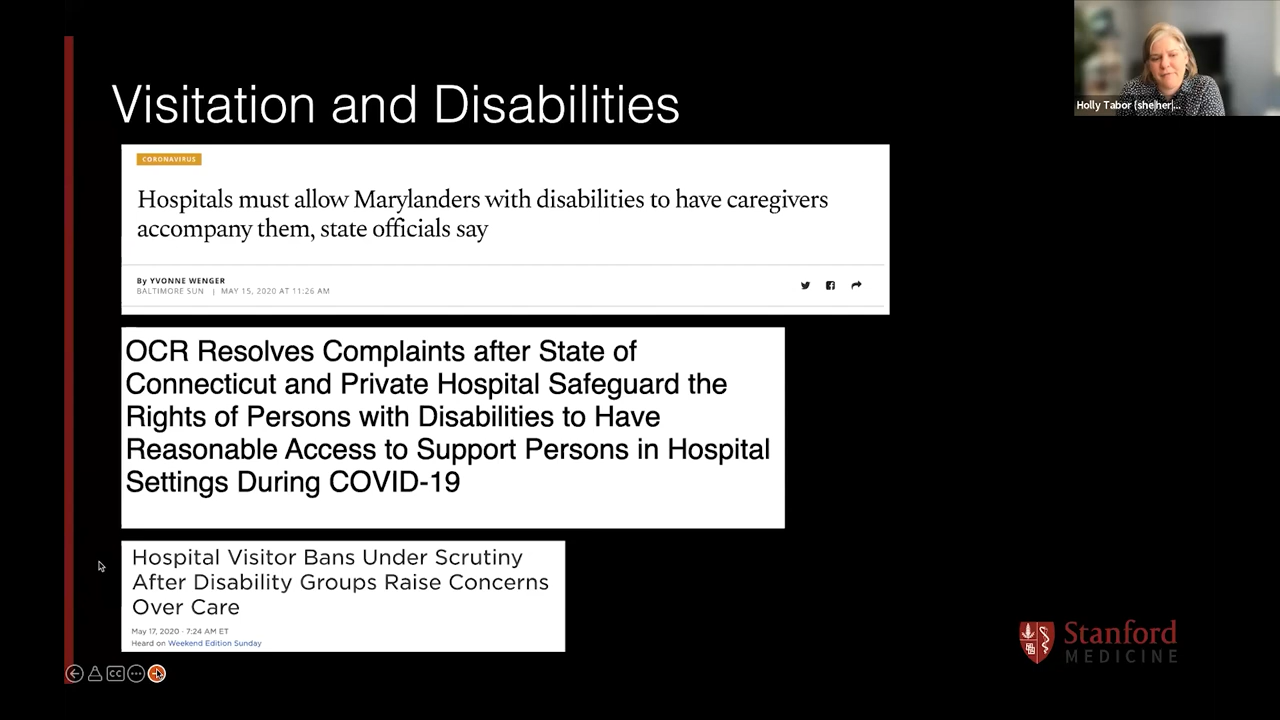 Visitation and Disabilities
Holly Tabor (she|her|...
CORONAVIRUS
Hospitals must allow Marylanders with disabilities to have caregivers
accompany them, state officials say
By YVONNE WENGER
BALTIMORE SUN | MAY 15, 2020 AT 11:26 AM
OCR Resolves Complaints after State of
Connecticut and Private Hospital Safeguard the
Rights of Persons with Disabilities to Have
Reasonable Access to Support Persons in Hospital
Settings During COVID-19
Hospital Visitor Bans Under Scrutiny
After Disability Groups Raise Concerns
Over Care
May 17, 2020 · 7:24 AM ET
Heard on Weekend Edition Sunday
Stanford
MEDICINE
CC